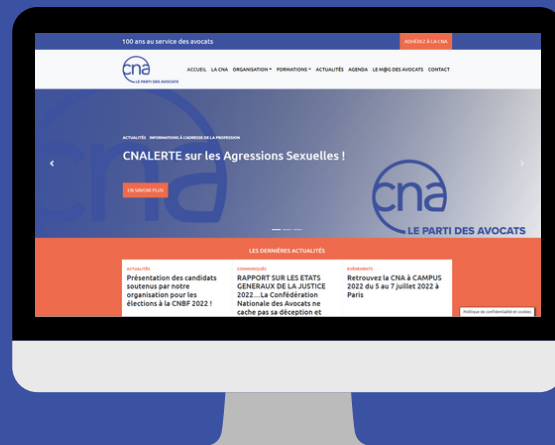 100 ans au service des avocats
ADHÉREZ À LA CNA
cna
LE PARTI DES AVOCATS
ACCUEIL LA CNA ORGANISATION FORMATIONS ACTUALITÉS AGENDA LE M@G DES AVOCATS CONTACT
cna
ACTUALITÉS INFORMATIONS À L'ADRESSE DE LA PROFESSION
CNALERTE sur les Agressions Sexuelles !
EN SAVOIR PLUS
cna
LE PARTI DES AVOCATS
LES DERNIÈRES ACTUALITÉS
ACTUALITÉS
Présentation des candidats
soutenus par notre
organisation pour les
élections à la CNBF 2022 !
COMMUNIQUÉS
RAPPORT SUR LES ETATS
GENERAUX DE LA JUSTICE
2022....La Confédération
Nationale des Avocats ne
cache pas sa déception et
ÉVÈNEMENTS
Retrouvez la CNA à CAMPUS
2022 du 5 au 7 juillet 2022 à
Paris
Politique de confidentialité et cookies